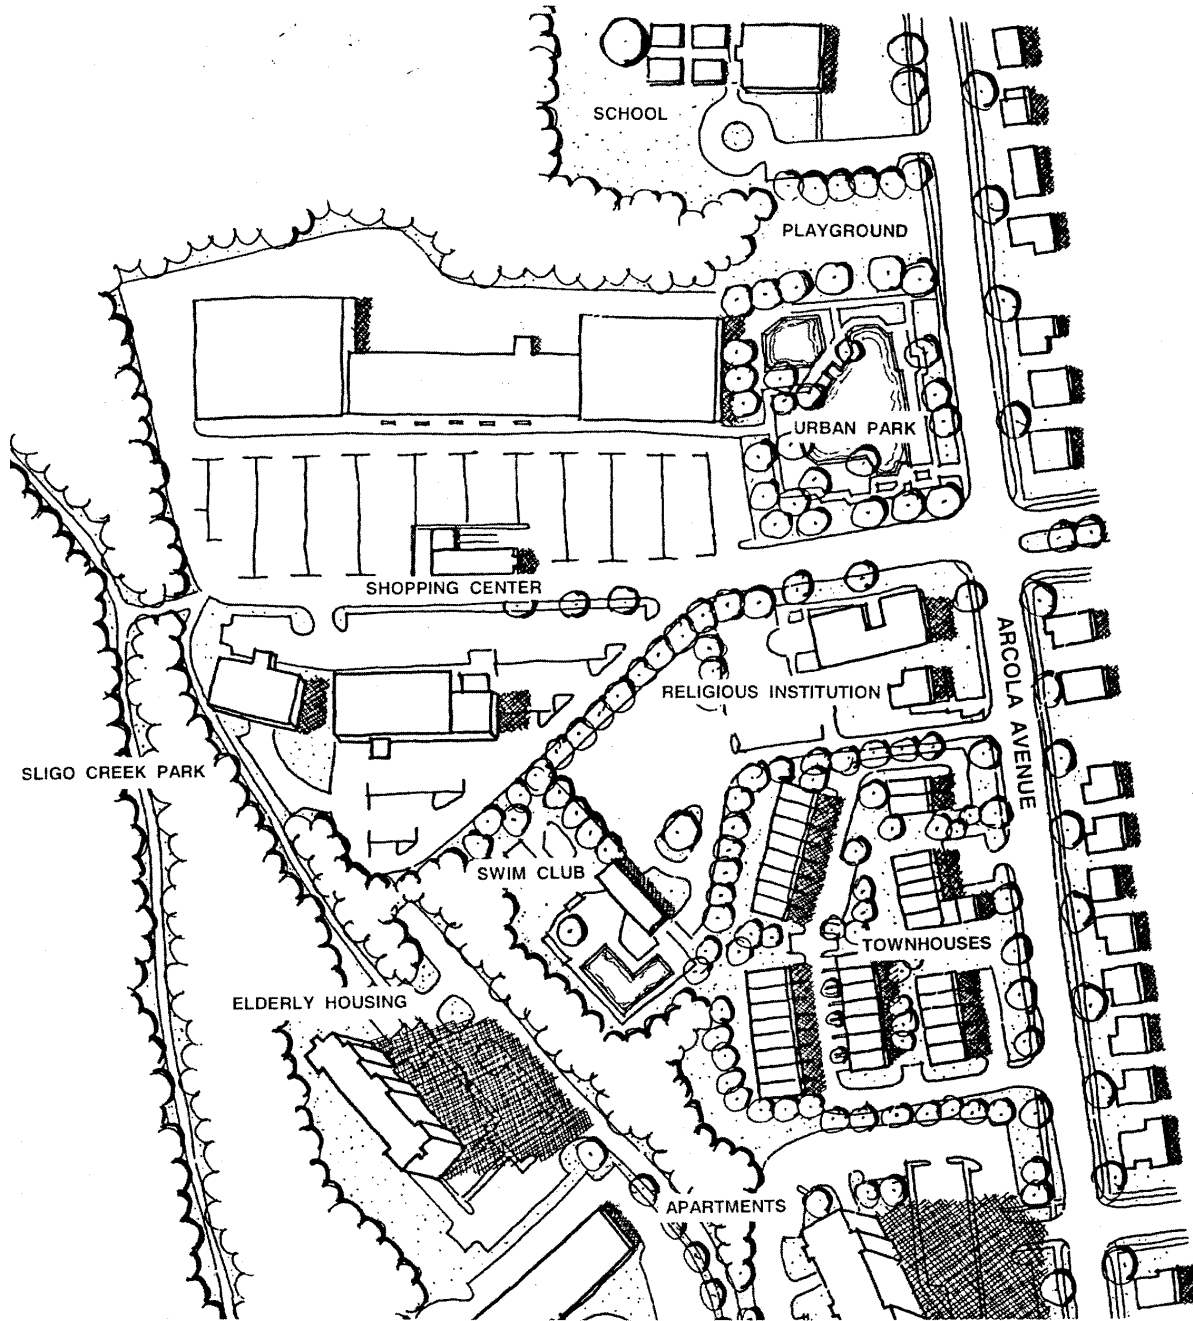 SCHOOL
PLAYGROUND
URBAN PARK
SHOPPING CENTER
ARCOLA AVENUE
RELIGIOUS INSTITUTION
SLIGO CREEK PARK
SWIM CLUB
TOWNHOUSES
ELDERLY HOUSING
APARTMENTS